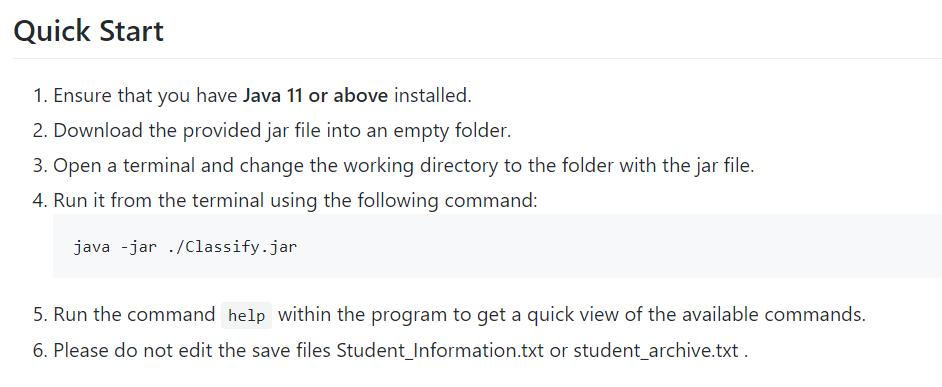 Quick Start
1. Ensure that you have Java 11 or above installed.
2. Download the provided jar file into an empty folder.
3. Open a terminal and change the working directory to the folder with the jar file.
4. Run it from the terminal using the following command:
java -jar ./Classify.jar
5. Run the command help within the program to get a quick view of the available commands.
6. Please do not edit the save files Student_Information.txt or student_archive.txt .